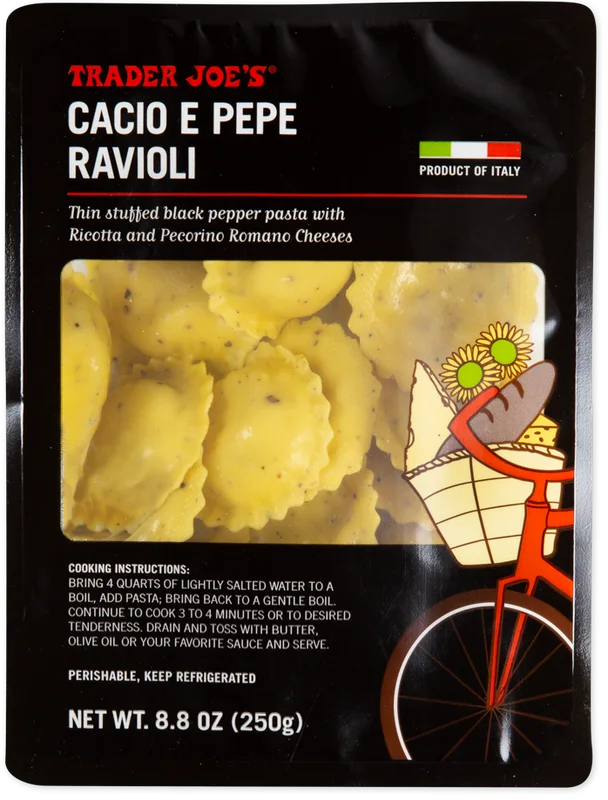 TRADER JOE'S®
CACIO E PEPE
RAVIOLI
PRODUCT OF ITALY
Thin stuffed black pepper pasta with
Ricotta and Pecorino Romano Cheeses
COOKING INSTRUCTIONS:
BRING 4 QUARTS OF LIGHTLY SALTED WATER TO A
BOIL, ADD PASTA; BRING BACK TO A GENTLE BOIL.
CONTINUE TO COOK 3 TO 4 MINUTES OR TO DESIRED
TENDERNESS. DRAIN AND TOSS WITH BUTTER,
OLIVE OIL OR YOUR FAVORITE SAUCE AND SERVE.
PERISHABLE, KEEP REFRIGERATED
NET WT. 8.8 OZ (250g)